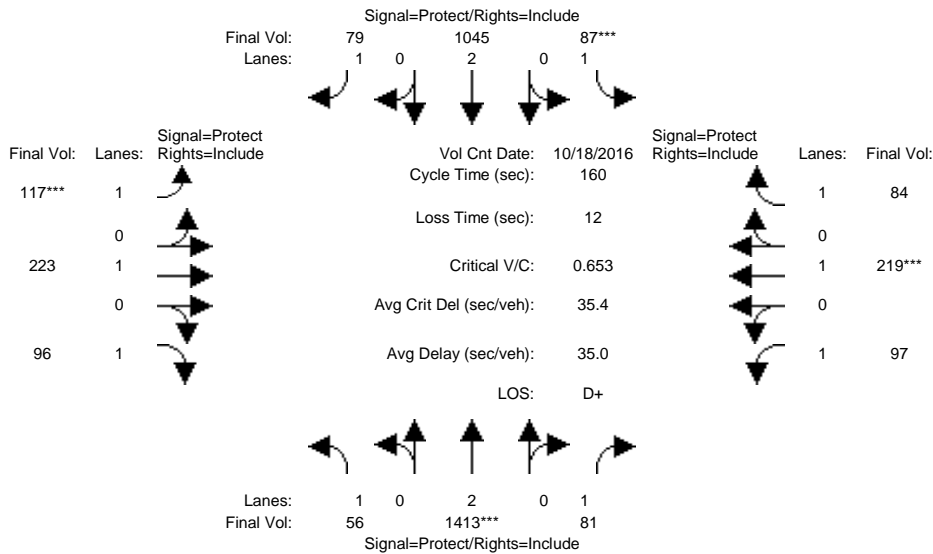 Signal=Protect/Rights=Include
Final Vol: 79 1045 87***
Lanes: 1 0 2 0 1
Signal=Protect Signal=Protect
Final Vol: Lanes: Rights=Include Vol Cnt Date: 10/18/2016 Rights=Include Lanes: Final Vol:
Cycle Time (sec): 160
117*** 1 1 84
Loss Time (sec): 12
0 0
223 1 Critical V/C: 0.653 1 219***
0 Avg Crit Del (sec/veh): 35.4 0
96 1 Avg Delay (sec/veh): 35.0 1 97
LOS: D+
Lanes: 1 0 2 0 1
Final Vol: 56 1413*** 81
Signal=Protect/Rights=Include